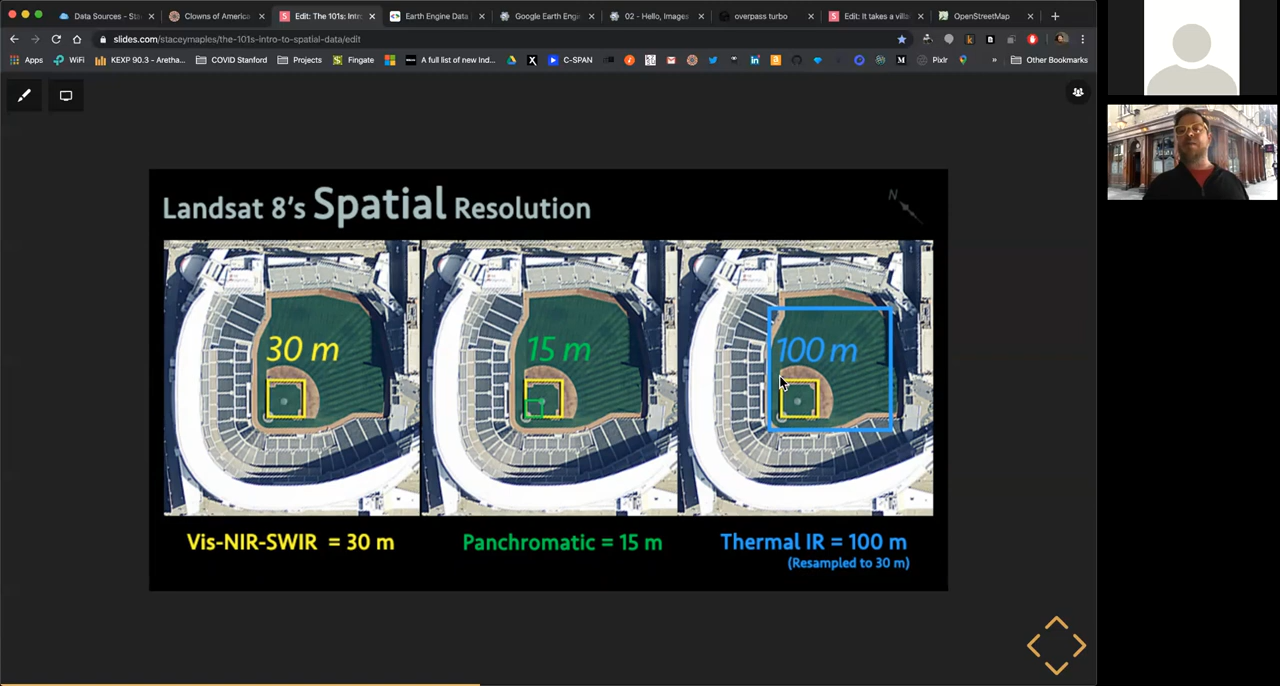 Data Sources - Sta
Clowns of America
Edit: The 101s: Intr
Earth Engine Data
Google Earth Engi
02 - Hello, Images
overpass turbo
Edit: It takes a villa
OpenStreetMap
slides.com/staceymaples/the-101s-intro-to-spatial-data/edit
Apps
WiFi
KEXP 90.3 - Aretha...
COVID Stanford
Projects
Fingate
A full list of new Ind...
C-SPAN
Pixlr
»
Other Bookmarks
Landsat 8's Spatial Resolution
N
30 m
15 m
100 m
Vis-NIR-SWIR = 30 m
Panchromatic = 15 m
Thermal IR = 100 m
(Resampled to 30 m)